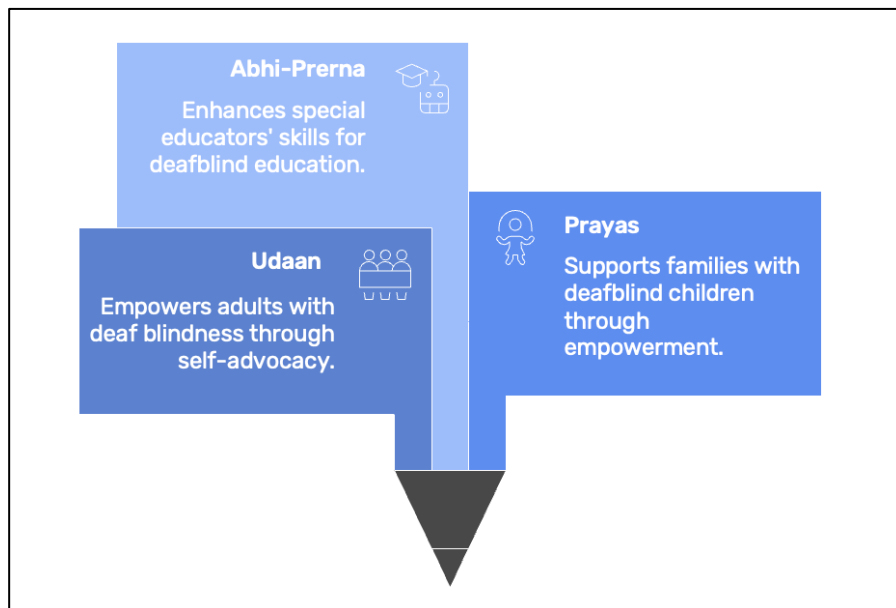 Abhi-Prerna
Enhances special
educators' skills for
deafblind education.
Udaan
Empowers adults with
deaf blindness through
self-advocacy.
Prayas
Supports families with
deafblind children
through
empowerment.